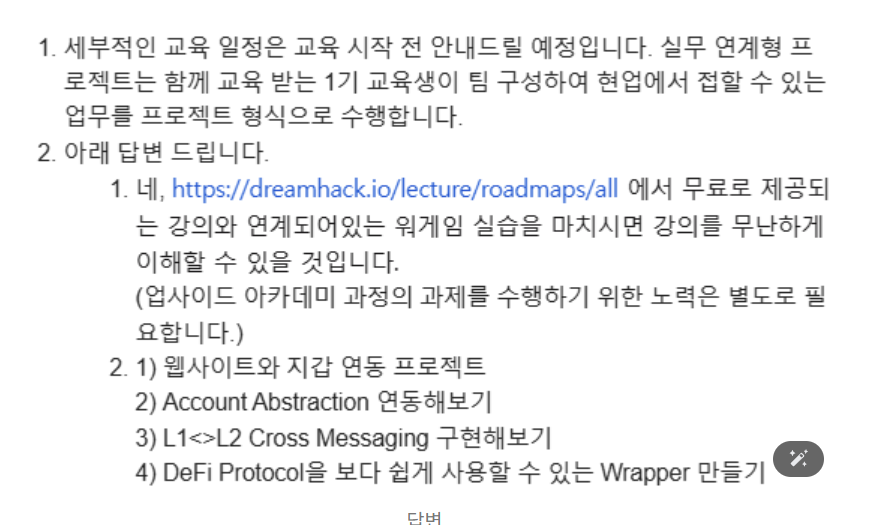 1. 세부적인 교육 일정은 교육 시작 전 안내드릴 예정입니다. 실무 연계형 프
로젝트는 함께 교육 받는 1기 교육생이 팀 구성하여 현업에서 접할 수 있는
업무를 프로젝트 형식으로 수행합니다.
2. 아래 답변 드립니다.
1. 네, https://dreamhack.io/lecture/roadmaps/all 에서 무료로 제공되
는 강의와 연계되어있는 워게임 실습을 마치시면 강의를 무난하게
이해할 수 있을 것입니다.
(업사이드 아카데미 과정의 과제를 수행하기 위한 노력은 별도로 필
요합니다.)
2. 1) 웹사이트와 지갑 연동 프로젝트
2) Account Abstraction 연동해보기
3) L1<>L2 Cross Messaging 구현해보기
4) DeFi Protocol을 보다 쉽게 사용할 수 있는 Wrapper 만들기
답변